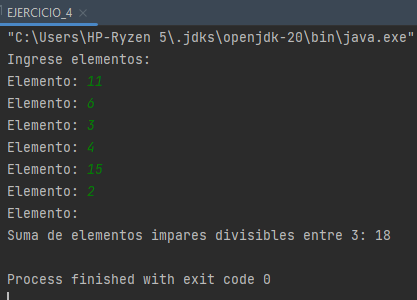 EJERCICIO_4 ×
"C:\Users\HP-Ryzen 5\.jdks\openjdk-20\bin\java.exe"
Ingrese elementos:
Elemento: 11
Elemento: 6
Elemento: 3
Elemento: 4
Elemento: 15
Elemento: 2
Elemento:
Suma de elementos impares divisibles entre 3: 18
Process finished with exit code 0